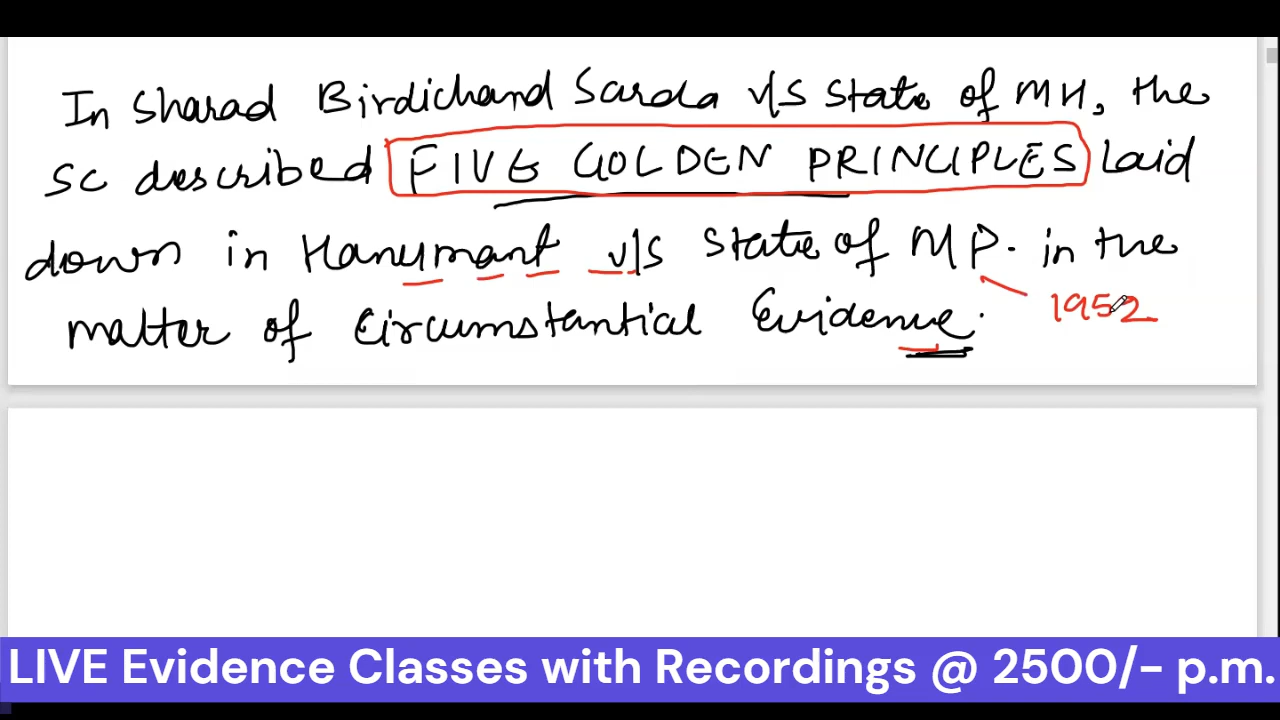 In Sharad Birdichand Sarda v/s State of MH, the
SC described FIVE GOLDEN PRINCIPLES laid
down in Hanumant v/s State of MP. in the
matter of Circumstantial Evidence.
1952
LIVE Evidence Classes with Recordings @ 2500/- p.m.